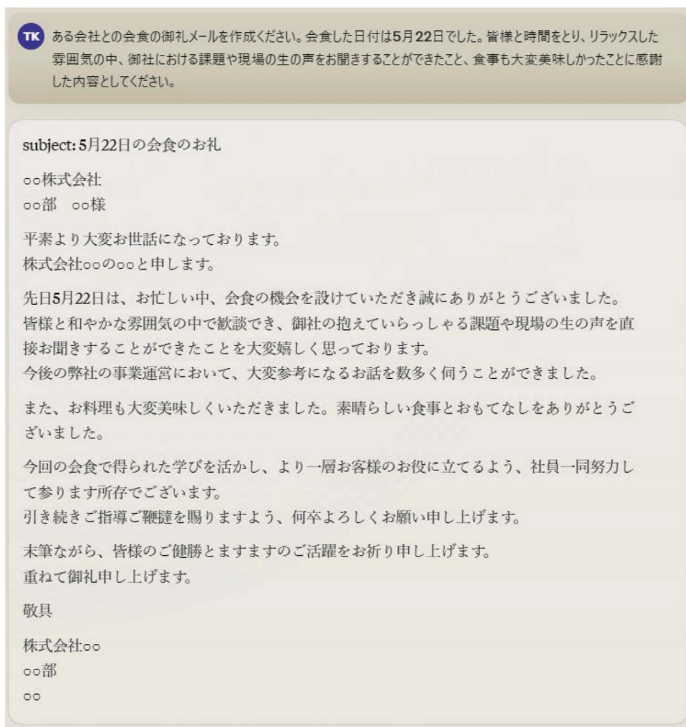 TK
ある会社との会食の御礼メールを作成ください。会食した日付は5月22日でした。皆様と時間をとり、リラックスした
雰囲気の中、御社における課題や現場の生の声をお聞きすることができたこと、食事も大変美味しかったことに感謝
した内容としてください。
subject: 5月22日の会食のお礼
○○株式会社
○○部　○○様
平素より大変お世話になっております。
株式会社○○の○○と申します。
先日5月22日は、お忙しい中、会食の機会を設けていただき誠にありがとうございました。
皆様と和やかな雰囲気の中で歓談でき、御社の抱えていらっしゃる課題や現場の生の声を直
接お聞きすることができたことを大変嬉しく思っております。
今後の弊社の事業運営において、大変参考になるお話を数多く伺うことができました。
また、お料理も大変美味しくいただきました。素晴らしい食事とおもてなしをありがとうご
ざいました。
今回の会食で得られた学びを活かし、より一層お客様のお役に立てるよう、社員一同努力し
て参ります所存でございます。
引き続きご指導ご鞭撻を賜りますよう、何卒よろしくお願い申し上げます。
末筆ながら、皆様のご健勝とますますのご活躍をお祈り申し上げます。
重ねて御礼申し上げます。
敬具
株式会社○○
○○部
○○